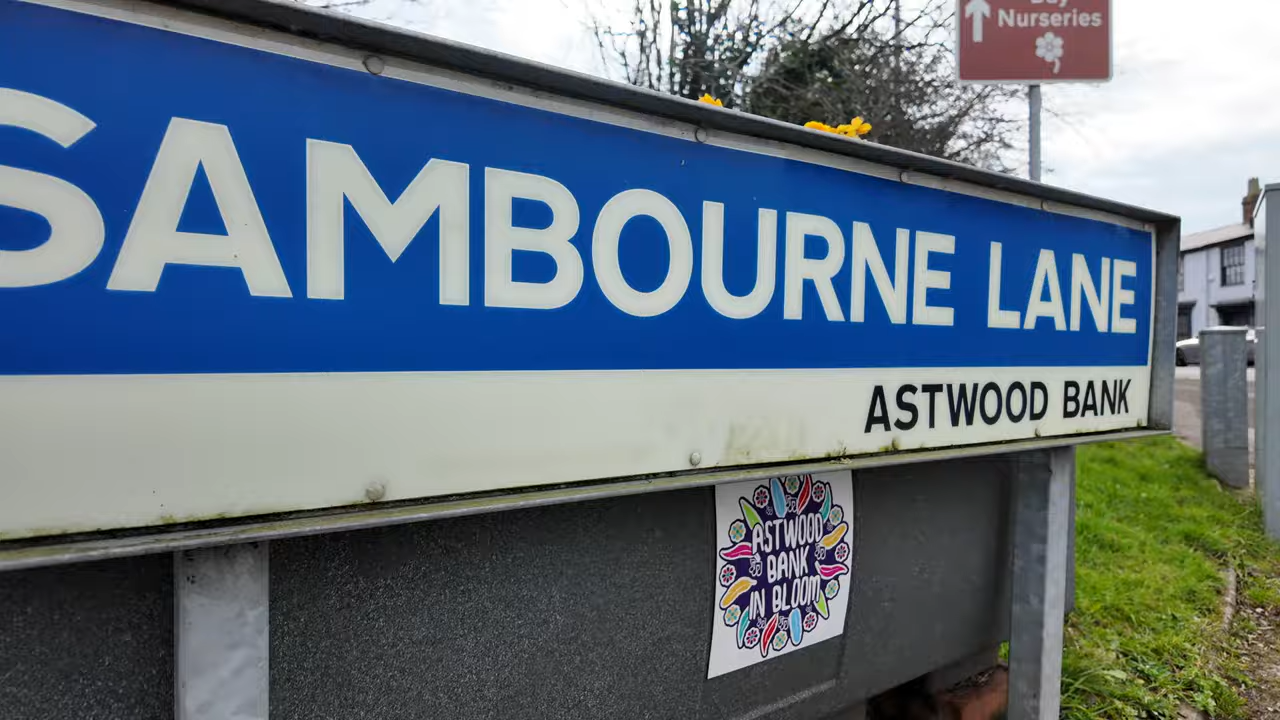 Nurseries
SAMBOURNE LANE
ASTWOOD BANK
ASTWOOD
BANK
IN BLOOM